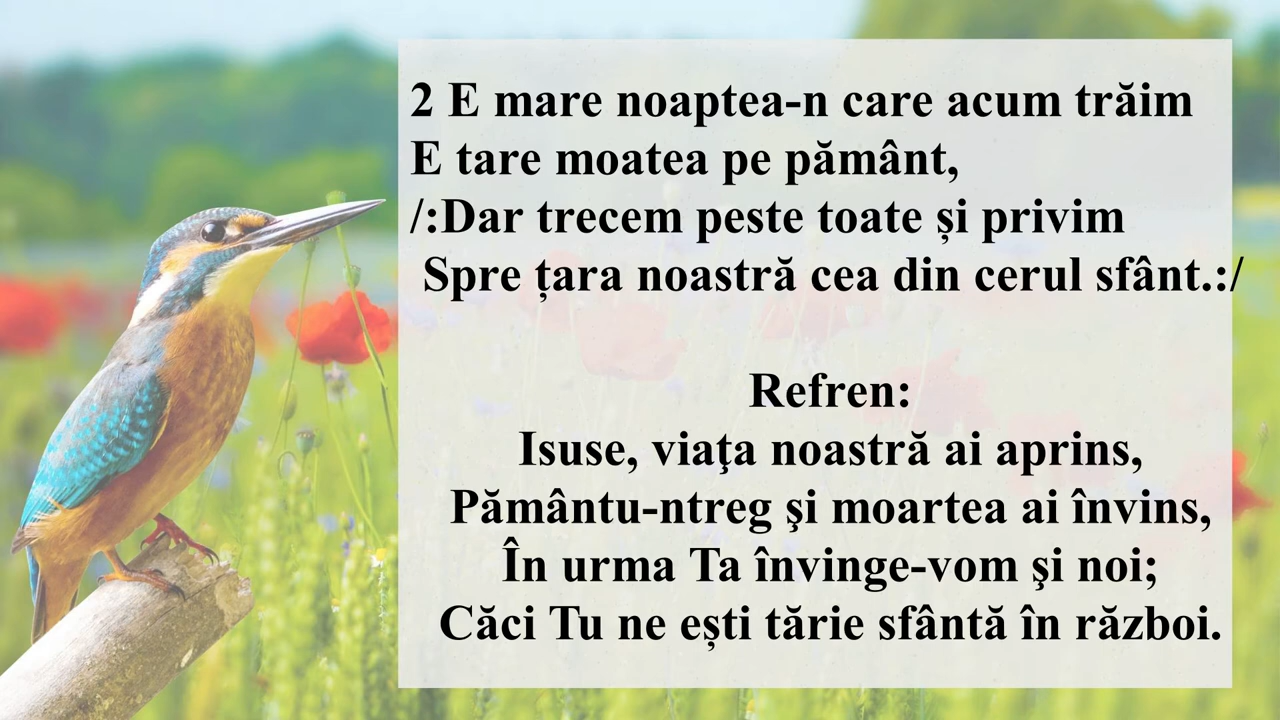 2 E mare noaptea-n care acum trăim
E tare moatea pe pământ,
/:Dar trecem peste toate și privim
Spre țara noastră cea din cerul sfânt.:/
Refren:
Isuse, viaţa noastră ai aprins,
Pământu-ntreg şi moartea ai învins,
În urma Ta învinge-vom şi noi;
Căci Tu ne ești tărie sfântă în război.